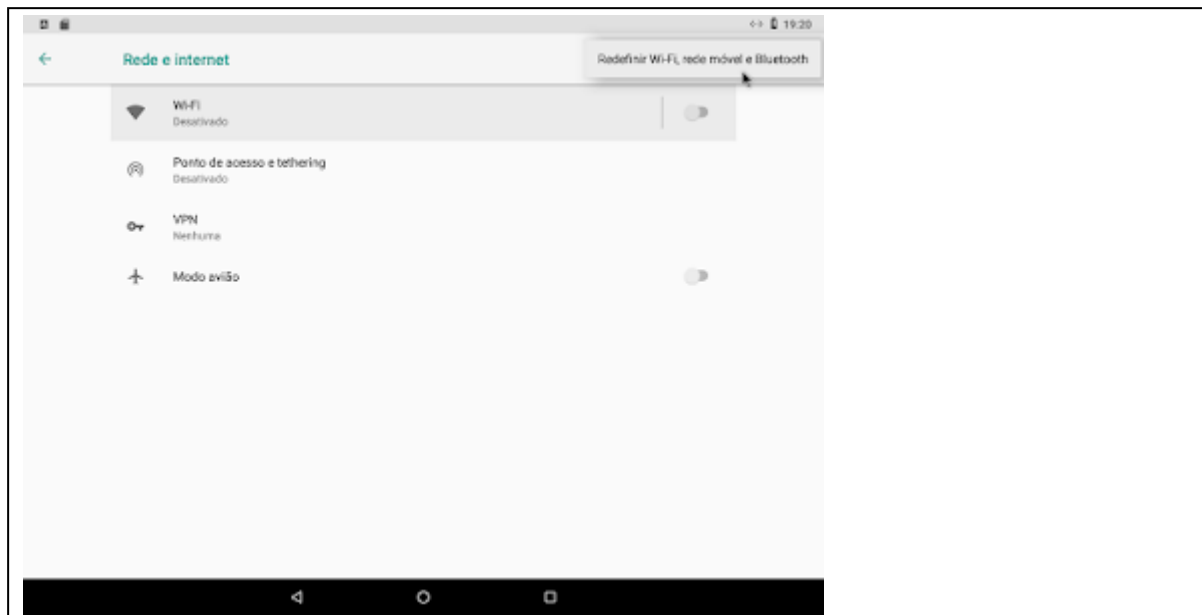 19:20
Rede e internet
Redefinir Wi-Fi, rede móvel e Bluetooth
Wi-Fi
Desativado
Ponto de acesso e tethering
Desativado
VPN
Nenhuma
Modo avião